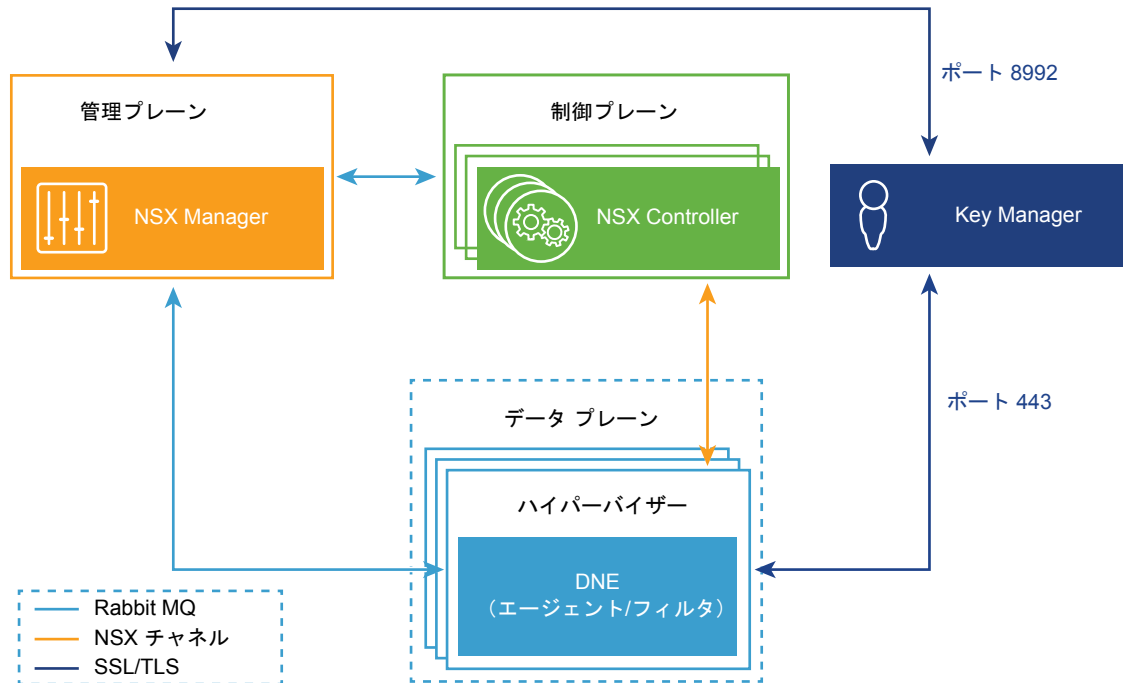 ポート 8992
管理プレーン
制御プレーン
NSX Manager
NSX Controller
Key Manager
データ プレーン
ポート 443
ハイパーバイザー
DNE
（エージェント/フィルタ）
Rabbit MQ
NSX チャネル
SSL/TLS